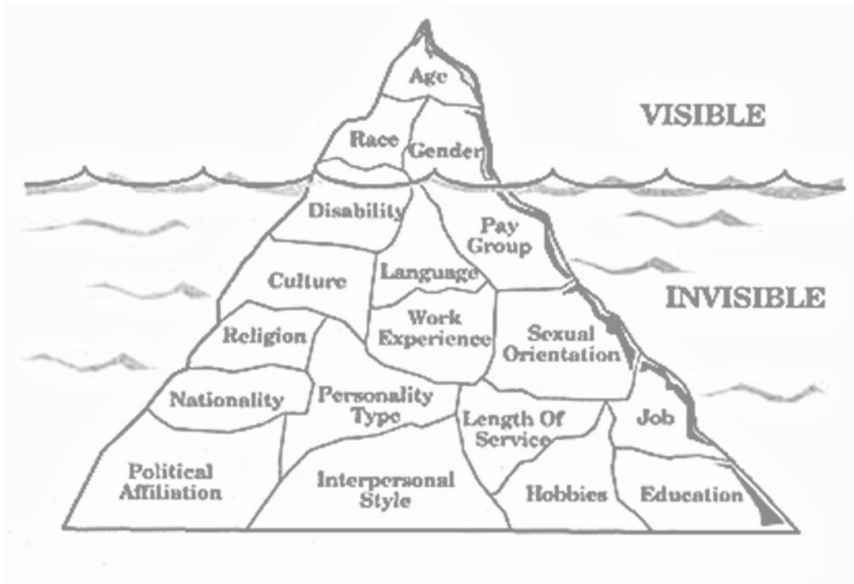 Age
VISIBLE
Race
Gender
Disability
Pay
Group
Culture
Language
INVISIBLE
Religion
Work
Experience
Sexual
Orientation
Nationality
Personality
Type
Length Of
Service
Job
Political
Affiliation
Interpersonal
Style
Hobbies
Education